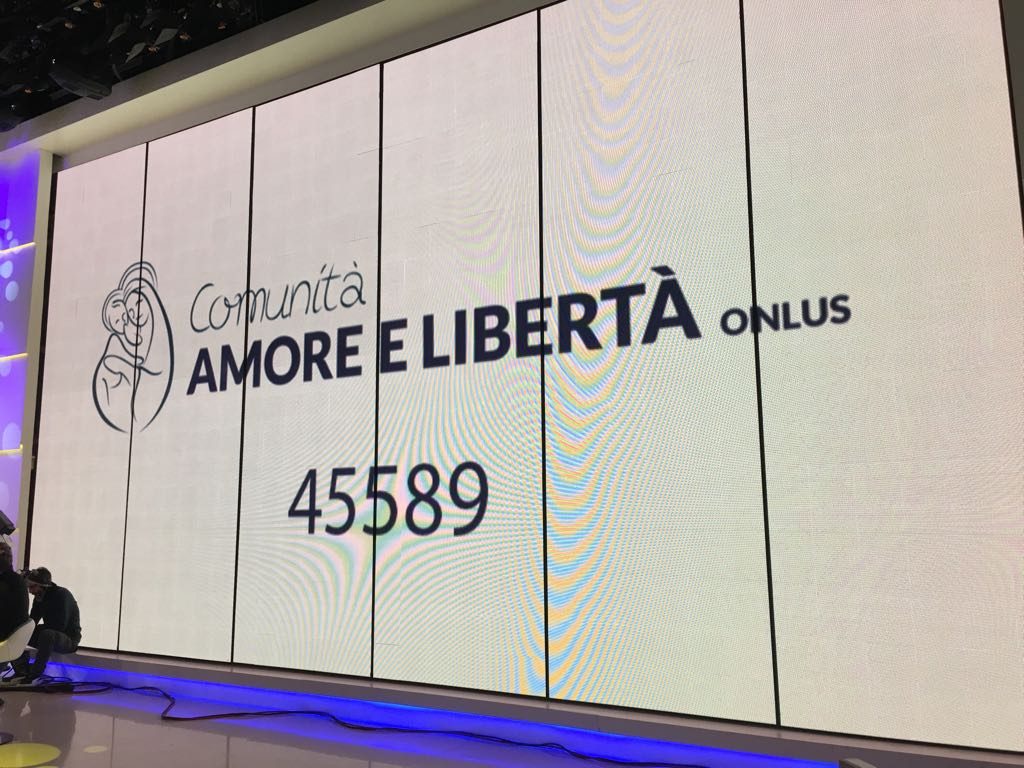 Comunità
AMORE E LIBERTÀ ONLUS
45589